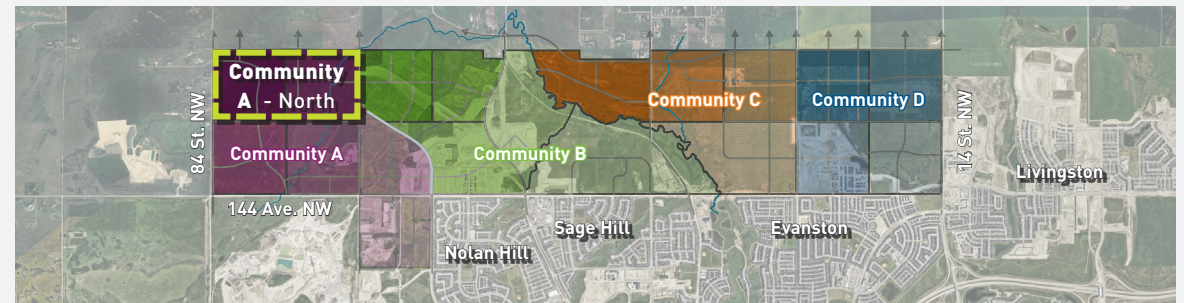 Community
A - North
Community C
Community D
84 St. NW
14 St. NW
Community A
Community B
Livingston
144 Ave. NW
Sage Hill
Evanston
Nolan Hill